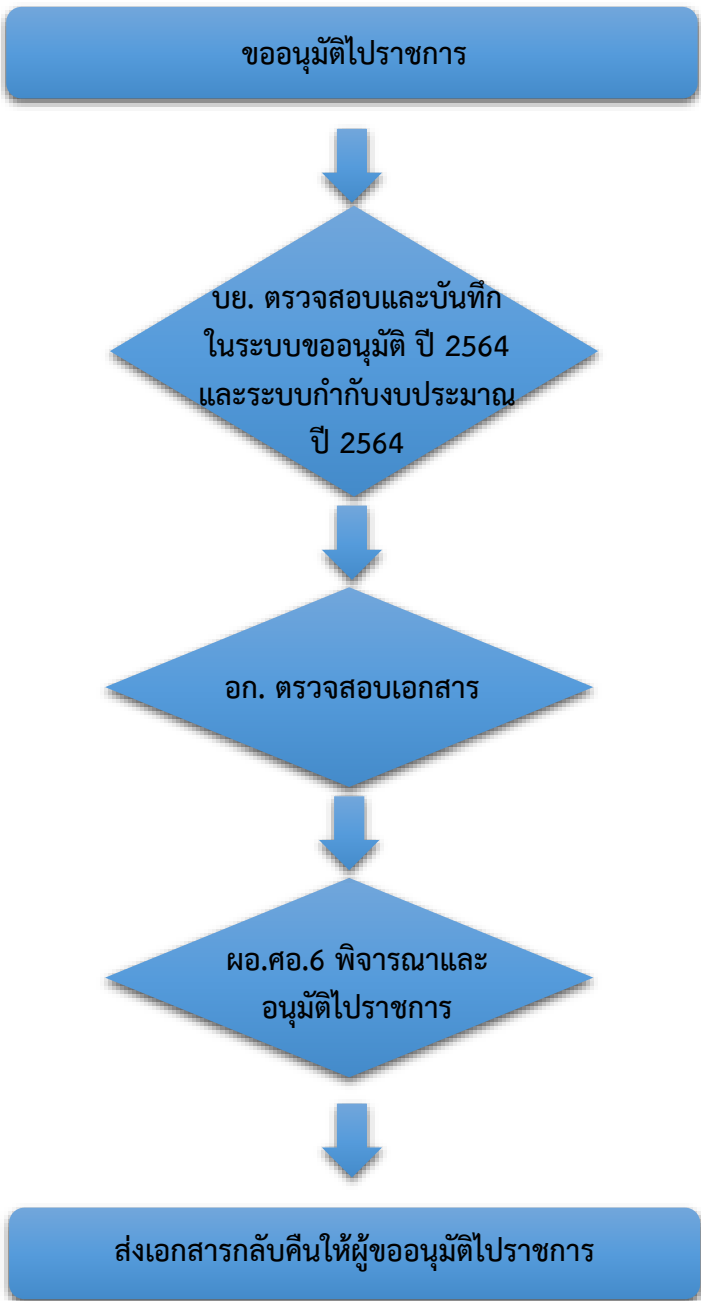 ขออนุมัติไปราชการ
บย. ตรวจสอบและบันทึก
ในระบบขออนุมัติ ปี 2564
และระบบกำกับงบประมาณ
ปี 2564
อก. ตรวจสอบเอกสาร
ผอ.ศอ.6 พิจารณาและ
อนุมัติไปราชการ
ส่งเอกสารกลับคืนให้ผู้ขออนุมัติไปราชการ